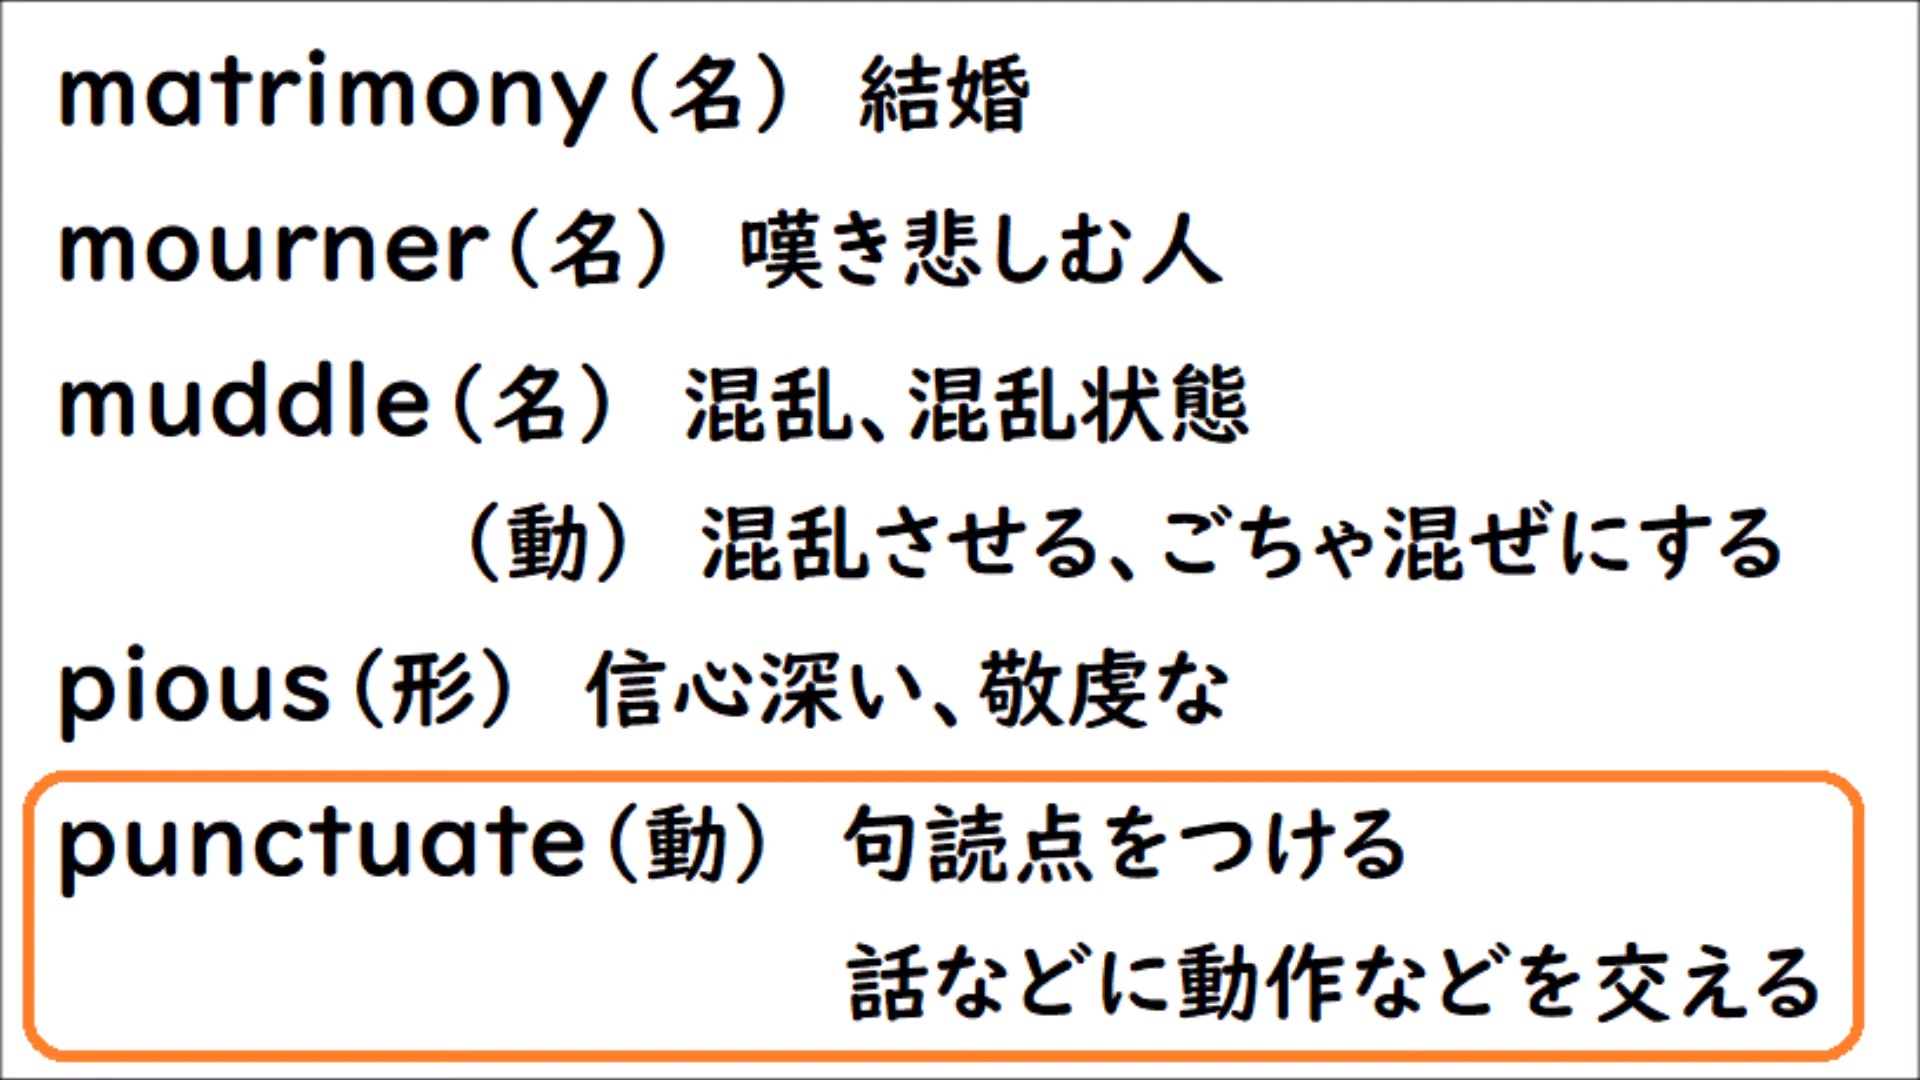 matrimony（名） 結婚
mourner（名） 嘆き悲しむ人
muddle（名） 混乱、混乱状態
（動） 混乱させる、ごちゃ混ぜにする
pious（形） 信心深い、敬虔な
punctuate（動） 句読点をつける
話などに動作などを交える